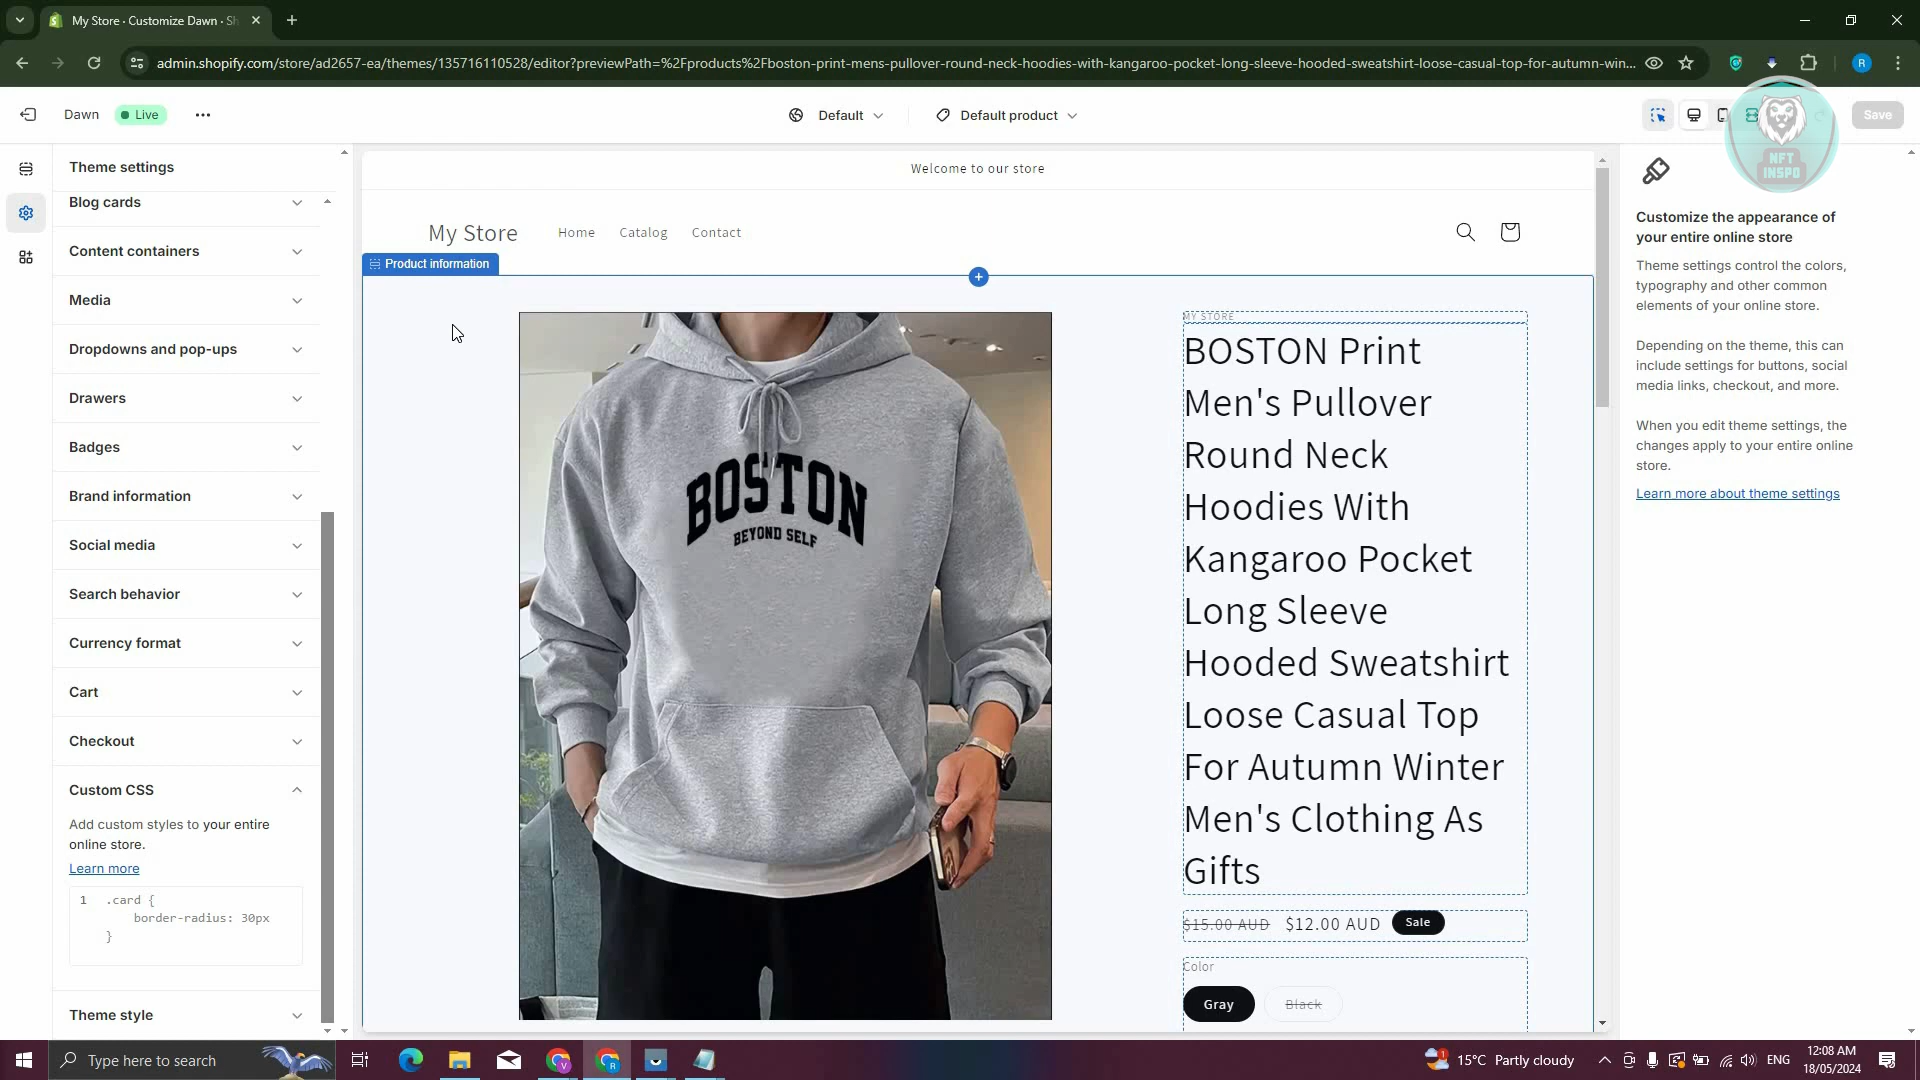 My Store · Customize Dawn · Sh
admin.shopify.com/store/ad2657-ea/themes/135716110528/editor?previewPath=%2Fproducts%2Fboston-print-mens-pullover-round-neck-hoodies-with-kangaroo-pocket-long-sleeve-hooded-sweatshirt-loose-casual-top-for-autumn-win...
R
Dawn
Live
Default
Default product
Save
NFT
INSPO
Theme settings
Blog cards
Content containers
Media
Dropdowns and pop-ups
Drawers
Badges
Brand information
Social media
Search behavior
Currency format
Cart
Checkout
Custom CSS
Add custom styles to your entire
online store.
Learn more
1 .card {
border-radius: 30px
}
Theme style
Welcome to our store
My Store
Home
Catalog
Contact
Product information
BOSTON
BEYOND SELF
MY STORE
BOSTON Print
Men's Pullover
Round Neck
Hoodies With
Kangaroo Pocket
Long Sleeve
Hooded Sweatshirt
Loose Casual Top
For Autumn Winter
Men's Clothing As
Gifts
$15.00 AUD $12.00 AUD Sale
Color
Gray
Black
Customize the appearance of
your entire online store
Theme settings control the colors,
typography and other common
elements of your online store.
Depending on the theme, this can
include settings for buttons, social
media links, checkout, and more.
When you edit theme settings, the
changes apply to your entire online
store.
Learn more about theme settings
Type here to search
V
R
1
15°C Partly cloudy
ENG
12:08 AM
18/05/2024